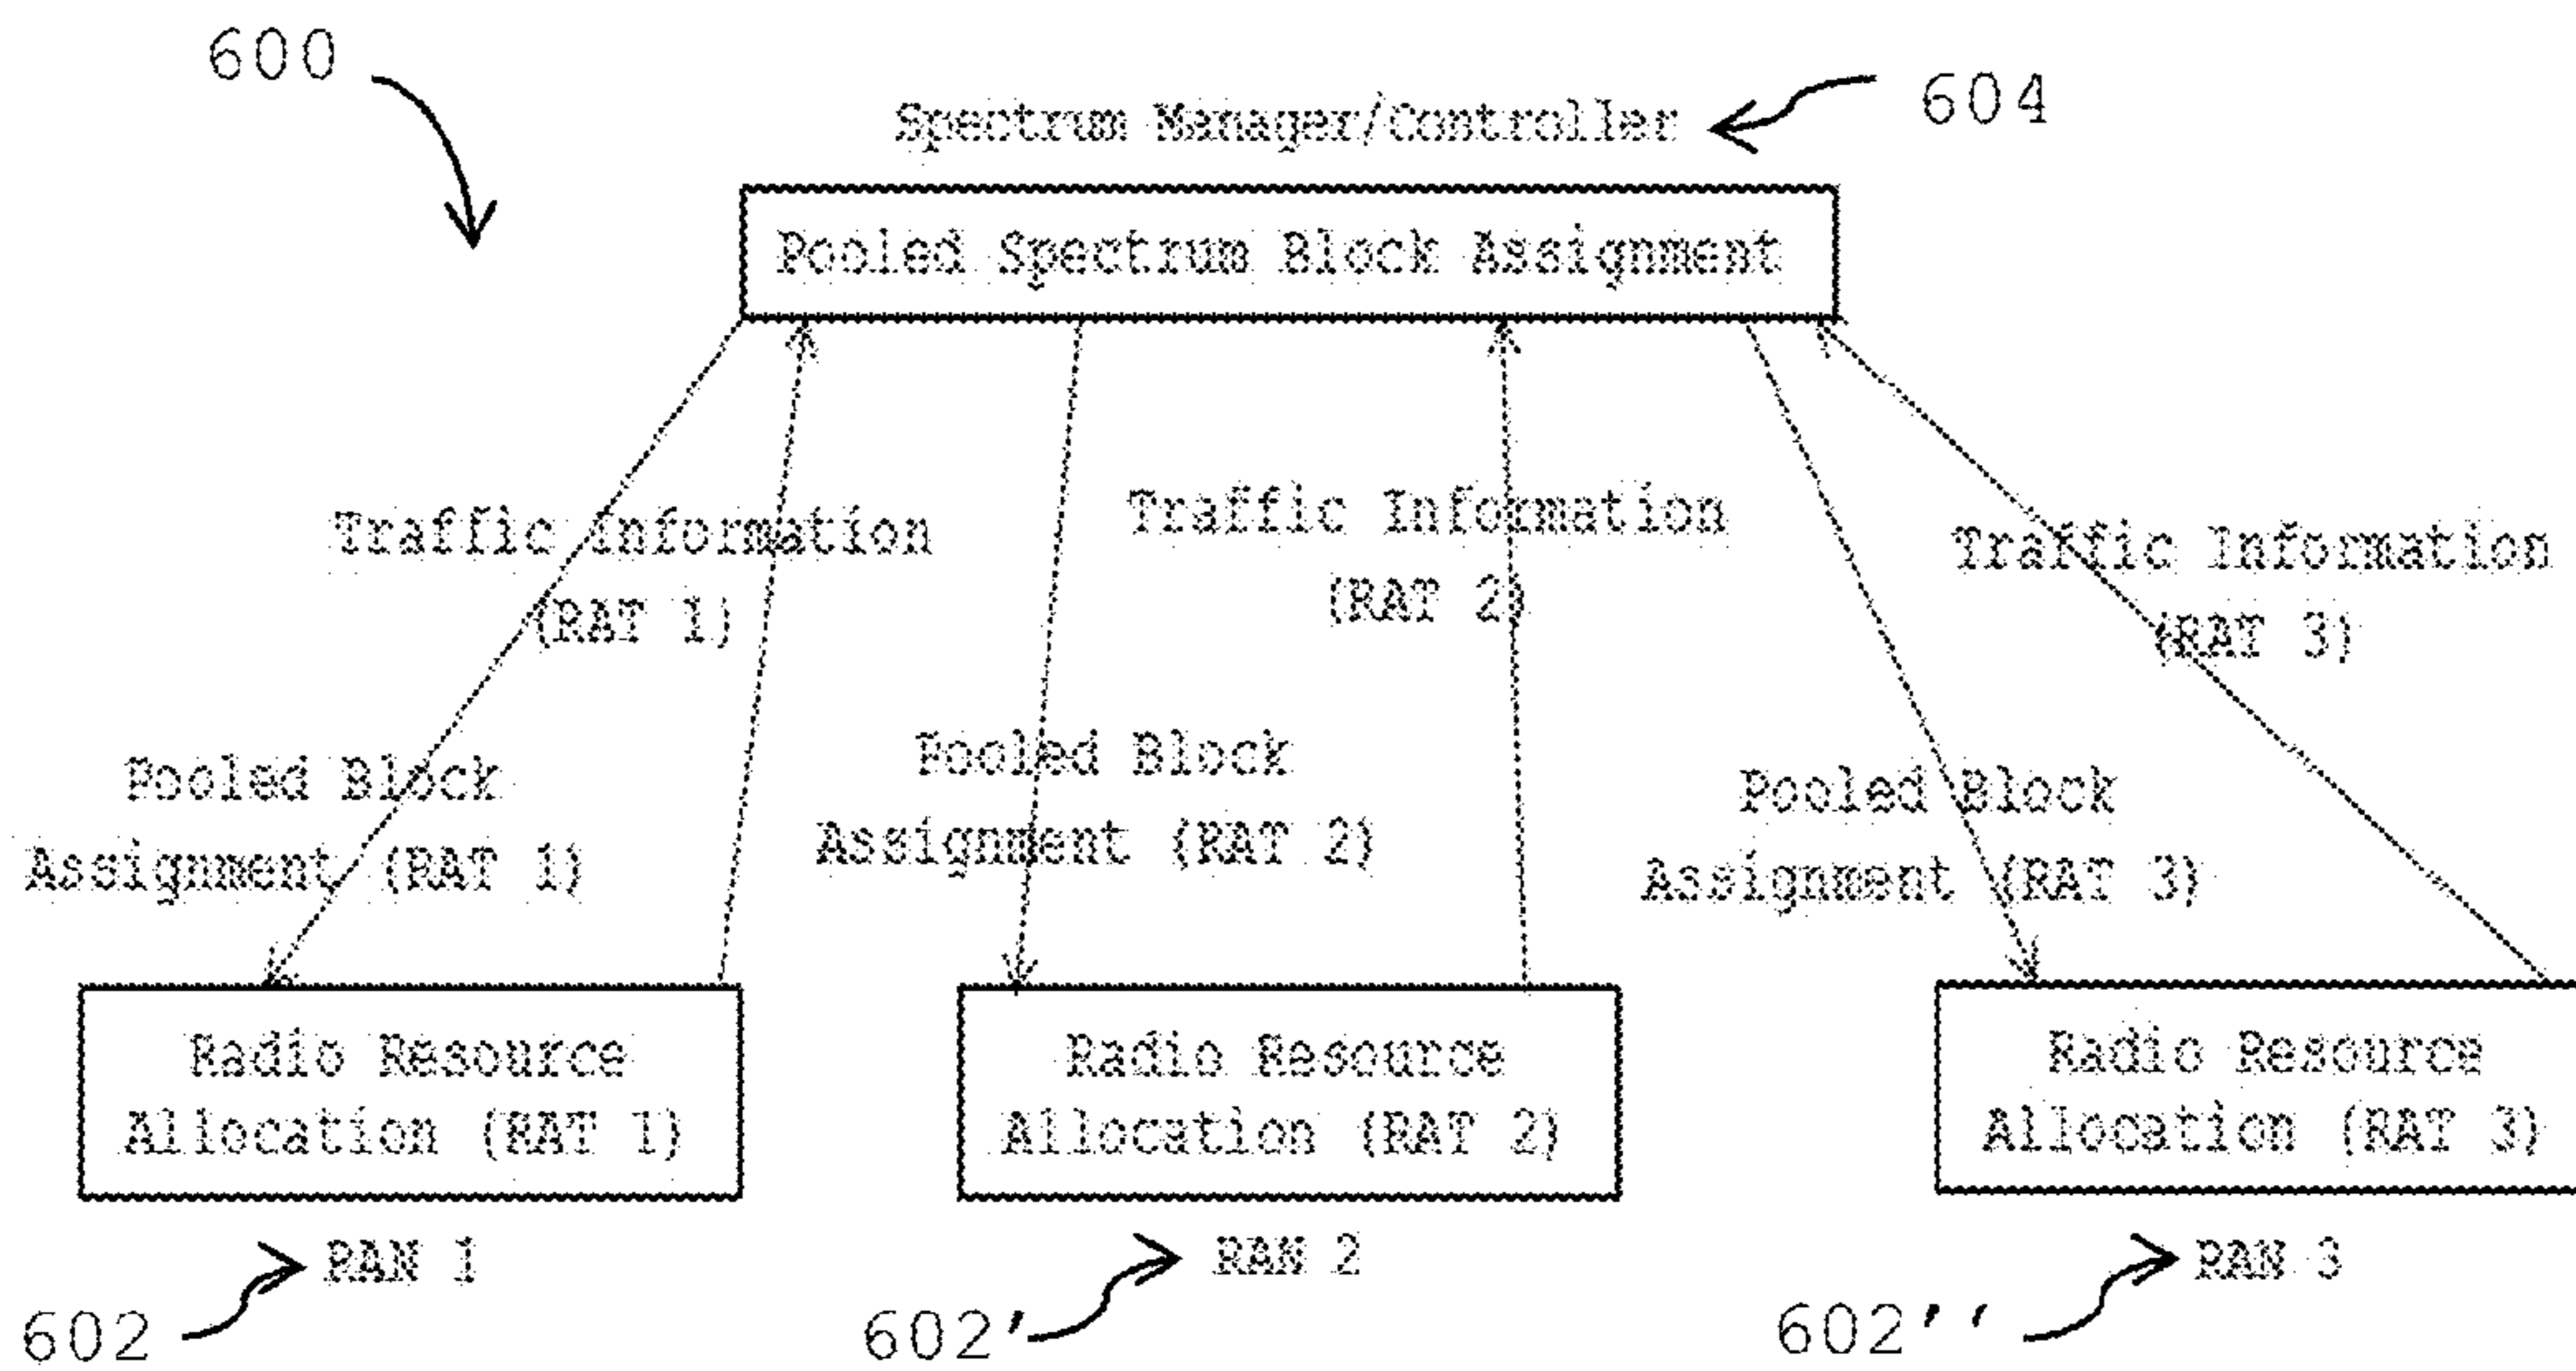 600
604
Spectrum Manager/Controller
Pooled Spectrum Block Assignment
Traffic Information
(RAT 1)
Traffic Information
(RAT 2)
Traffic Information
(RAT 3)
Pooled Block
Assignment (RAT 1)
Pooled Block
Assignment (RAT 2)
Pooled Block
Assignment (RAT 3)
Radio Resource
Allocation (RAT 1)
Radio Resource
Allocation (RAT 2)
Radio Resource
Allocation (RAT 3)
RAN 1
RAN 2
RAN 3
602
602'
602''